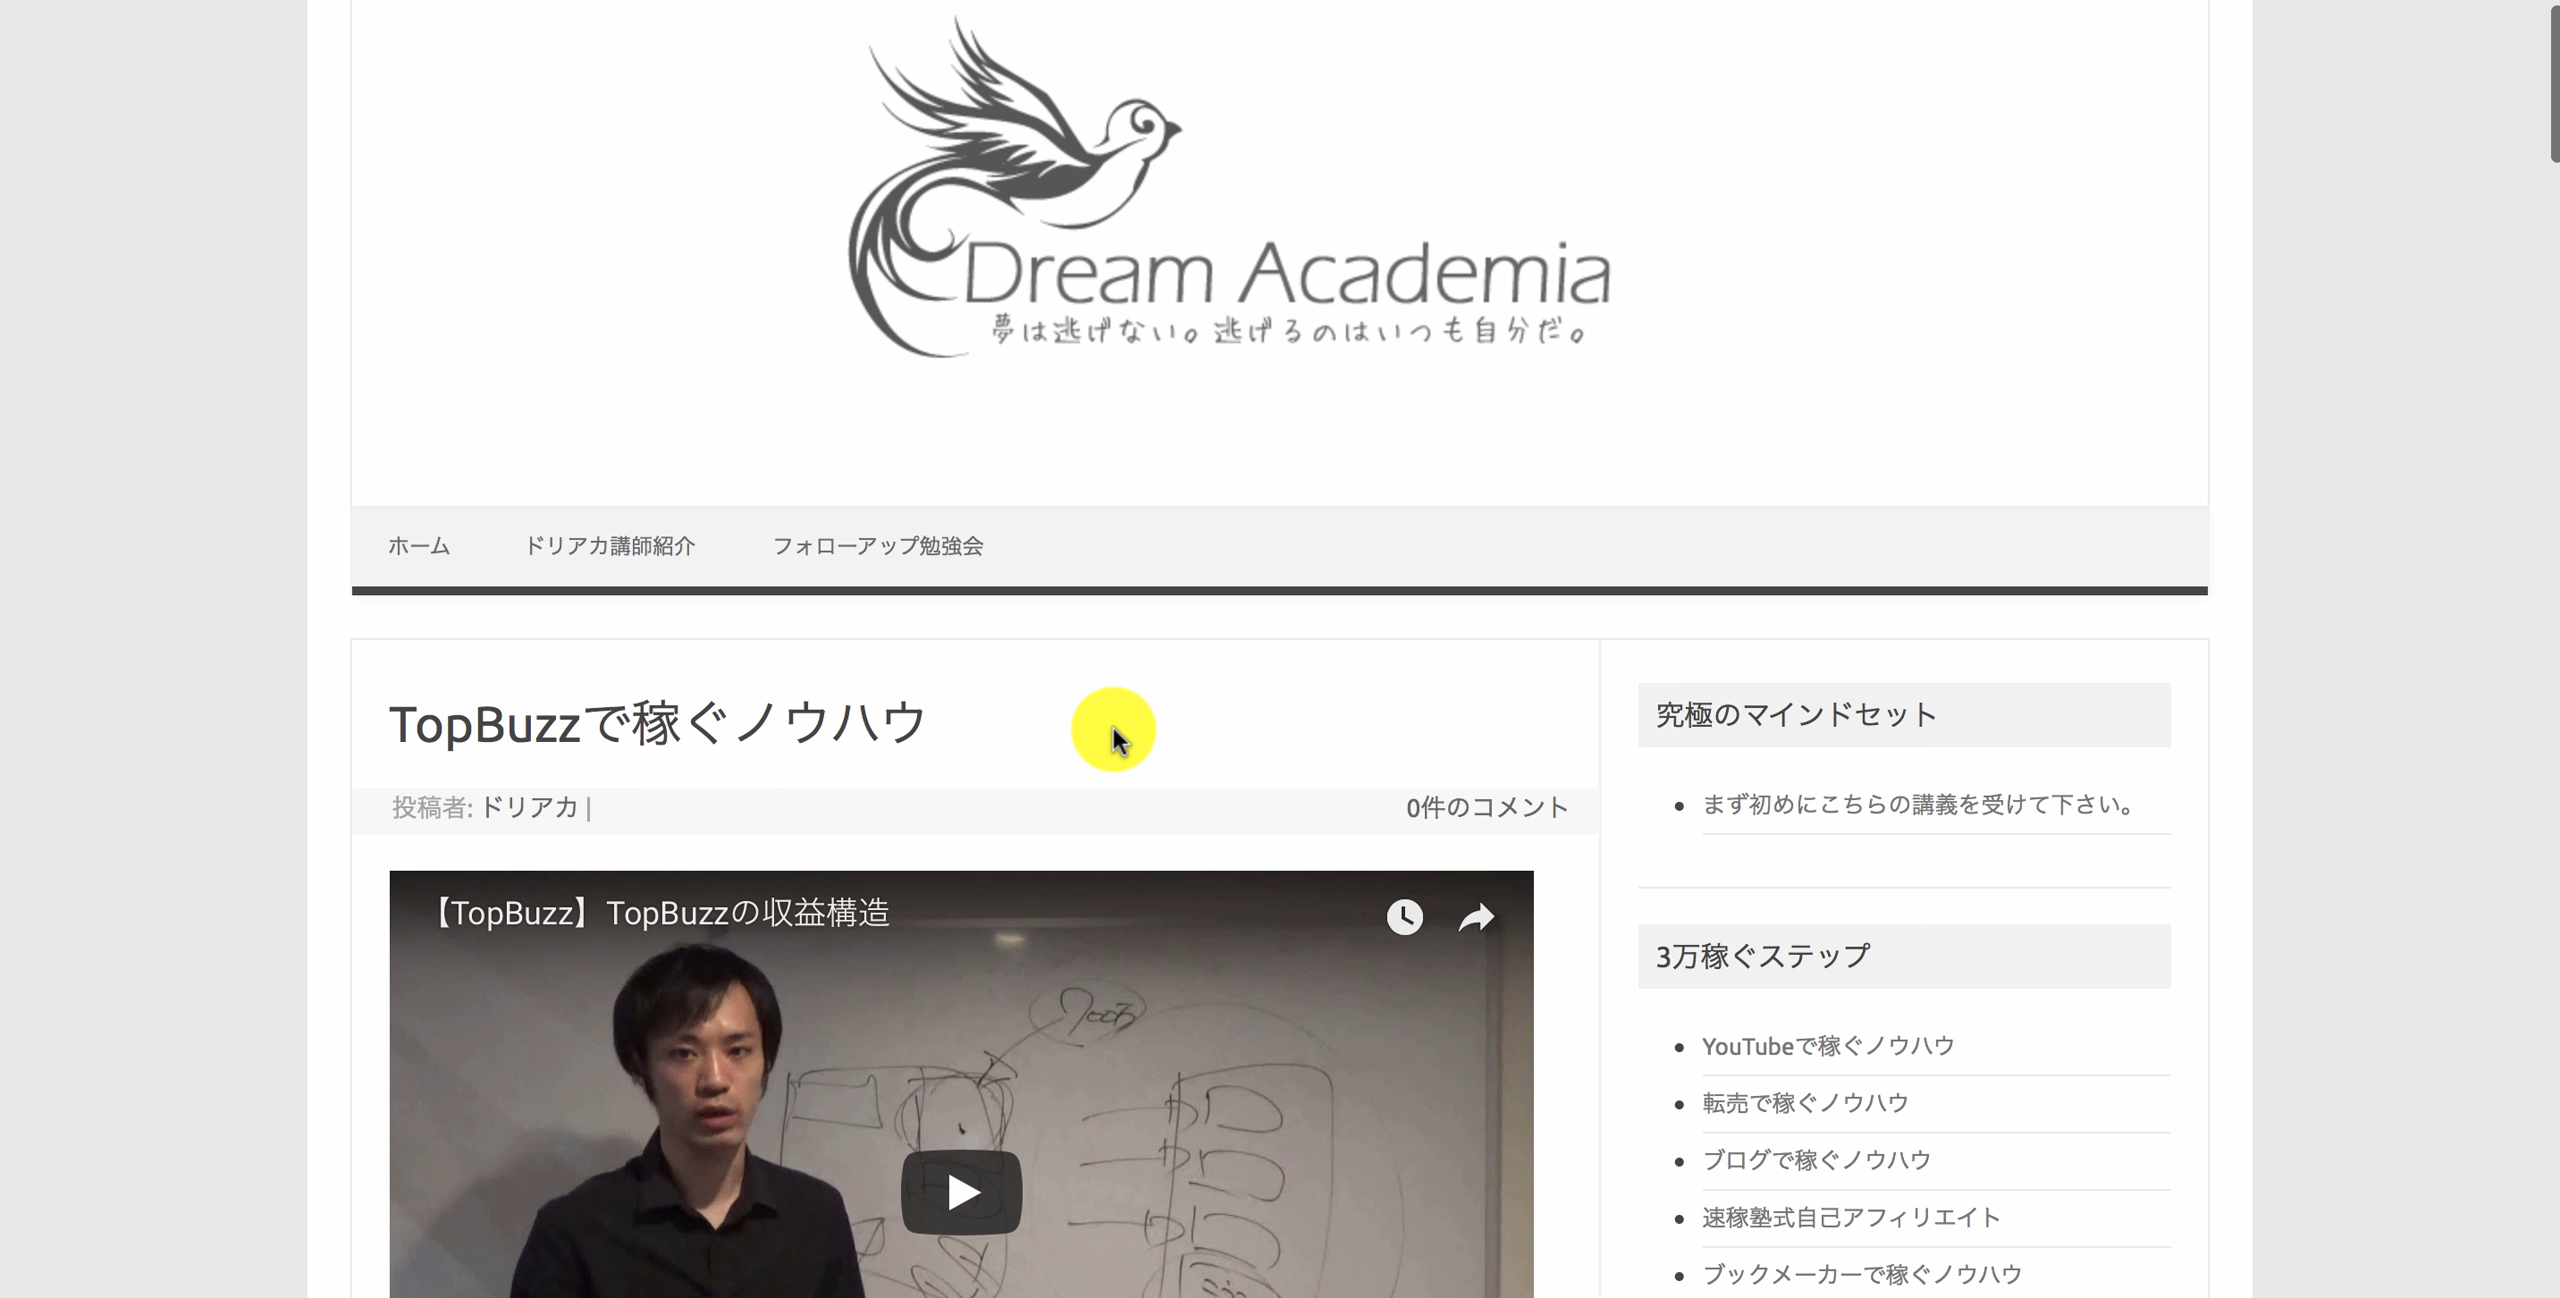 Dream Academia
夢は逃げない。逃げるのはいつも自分だ。
ホーム
ドリアカ講師紹介
フォローアップ勉強会
TopBuzzで稼ぐノウハウ
投稿者: ドリアカ |
0件のコメント
【TopBuzz】TopBuzzの収益構造
究極のマインドセット
まず初めにこちらの講義を受けて下さい。
3万稼ぐステップ
YouTubeで稼ぐノウハウ
転売で稼ぐノウハウ
ブログで稼ぐノウハウ
速稼塾式自己アフィリエイト
ブックメーカーで稼ぐノウハウ